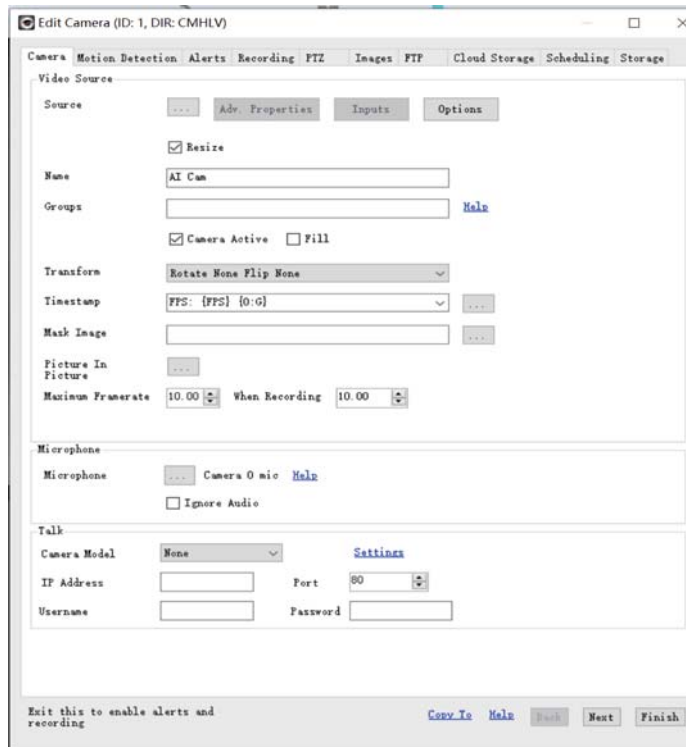 Edit Camera (ID: 1, DIR: CMHLV)
Camera Motion Detection Alerts Recording PTZ Images FTP Cloud Storage Scheduling Storage
Video Source
Source ... Adv. Properties Inputs Options
Resize
Name AI Cam
Groups Help
Camera Active Fill
Transform Rotate None Flip None
Timestamp FPS: {FPS} {0:G} ...
Mask Image ...
Picture In
Picture ...
Maximum Framerate 10.00 When Recording 10.00
Microphone
Microphone ... Camera 0 mic Help
Ignore Audio
Talk
Camera Model None Settings
IP Address Port 80
Username Password
Exit this to enable alerts and
recording
Copy To Help Back Next Finish